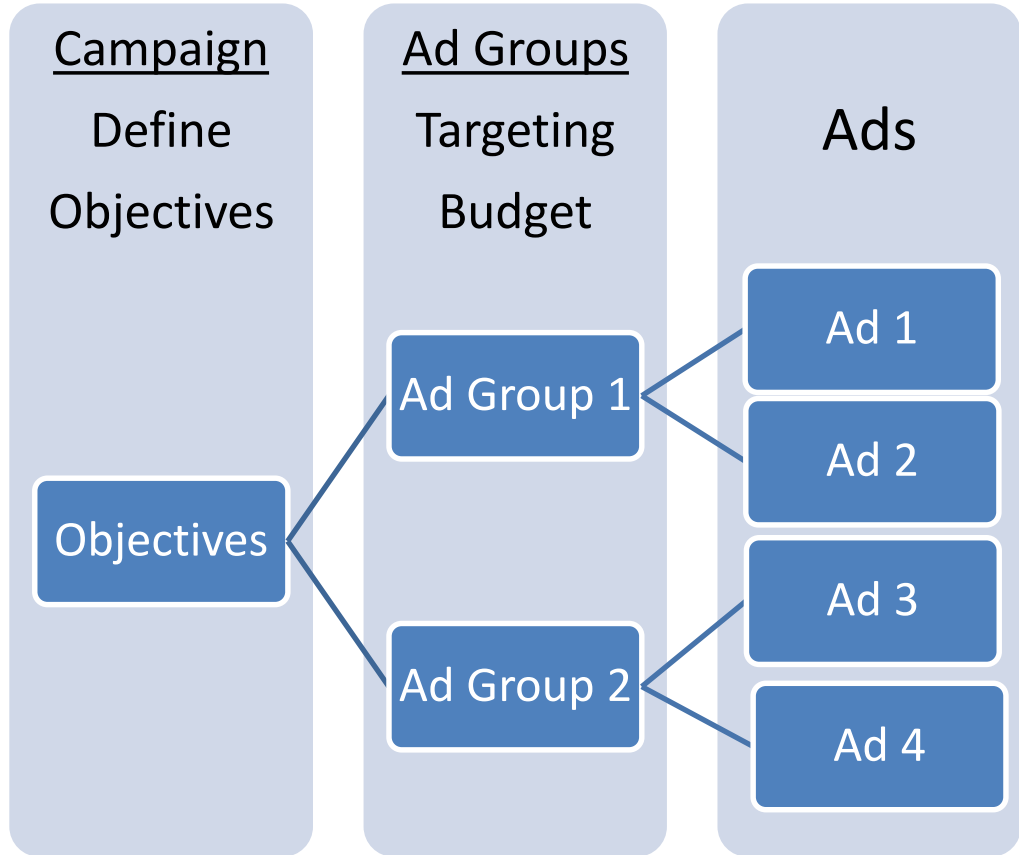 Campaign
Define
Objectives
Ad Groups
Targeting
Budget
Ads
Objectives
Ad Group 1
Ad Group 2
Ad 1
Ad 2
Ad 3
Ad 4